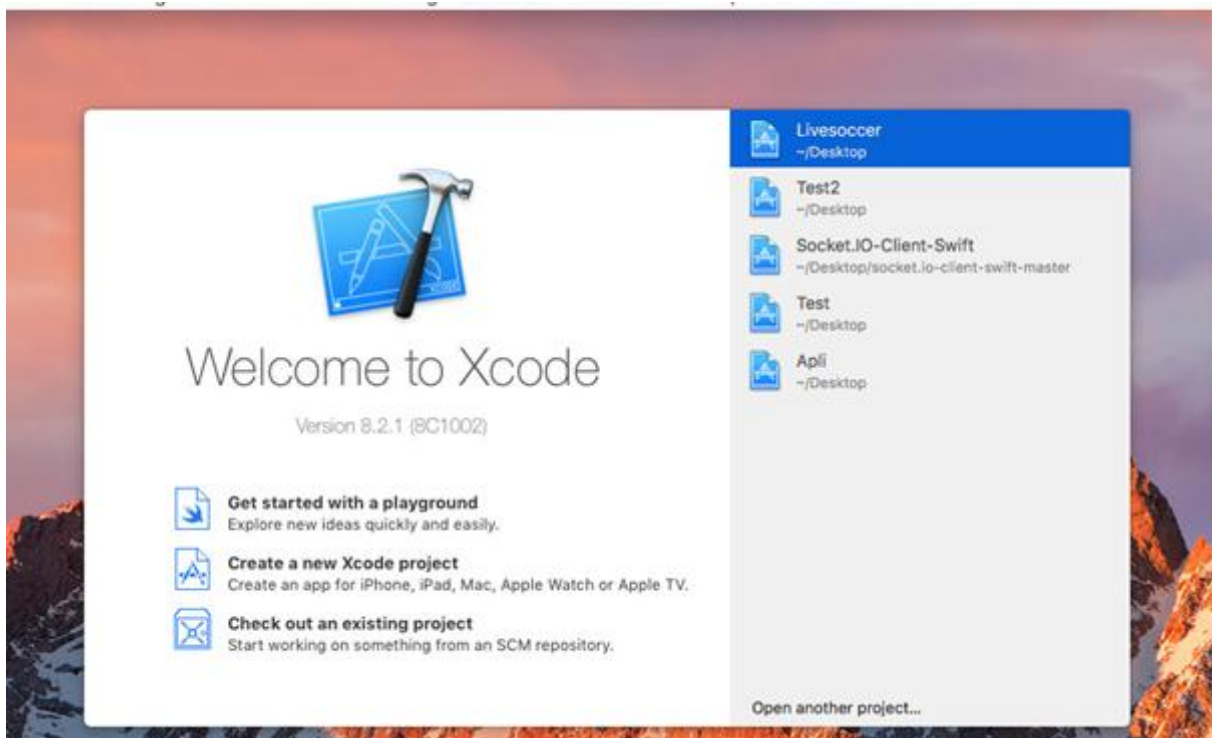 Welcome to Xcode
Version 8.2.1 (8C1002)
Get started with a playground
Explore new ideas quickly and easily.
Create a new Xcode project
Create an app for iPhone, iPad, Mac, Apple Watch or Apple TV.
Check out an existing project
Start working on something from an SCM repository.
Livesoccer
~/Desktop
Test2
~/Desktop
Socket.IO-Client-Swift
~/Desktop/socket.io-client-swift-master
Test
~/Desktop
Apli
~/Desktop
Open another project...